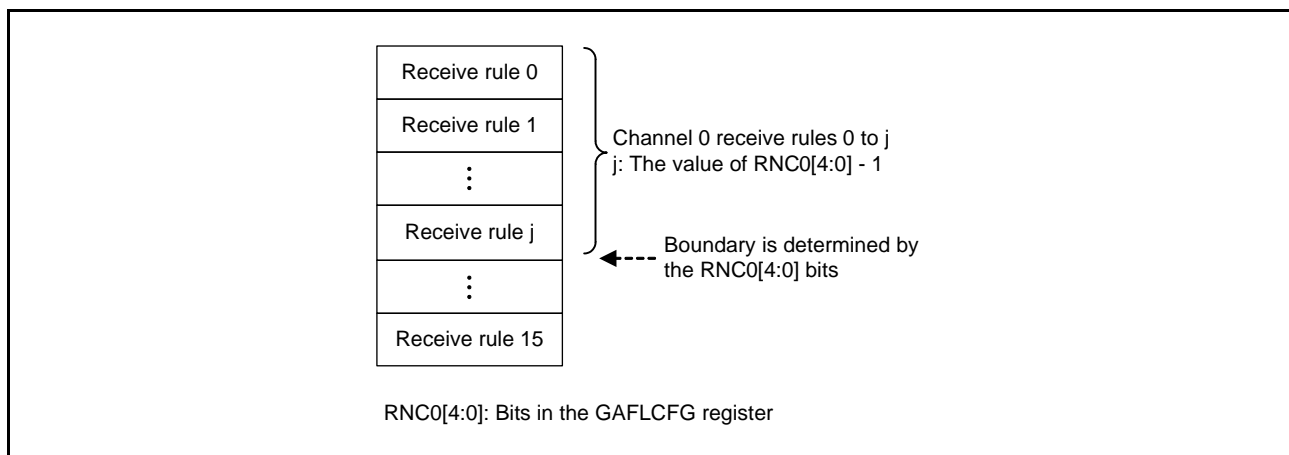 Receive rule 0
Receive rule 1
⋮
Receive rule j
⋮
Receive rule 15
Channel 0 receive rules 0 to j
j: The value of RNC0[4:0] - 1
Boundary is determined by
the RNC0[4:0] bits
RNC0[4:0]: Bits in the GAFLCFG register